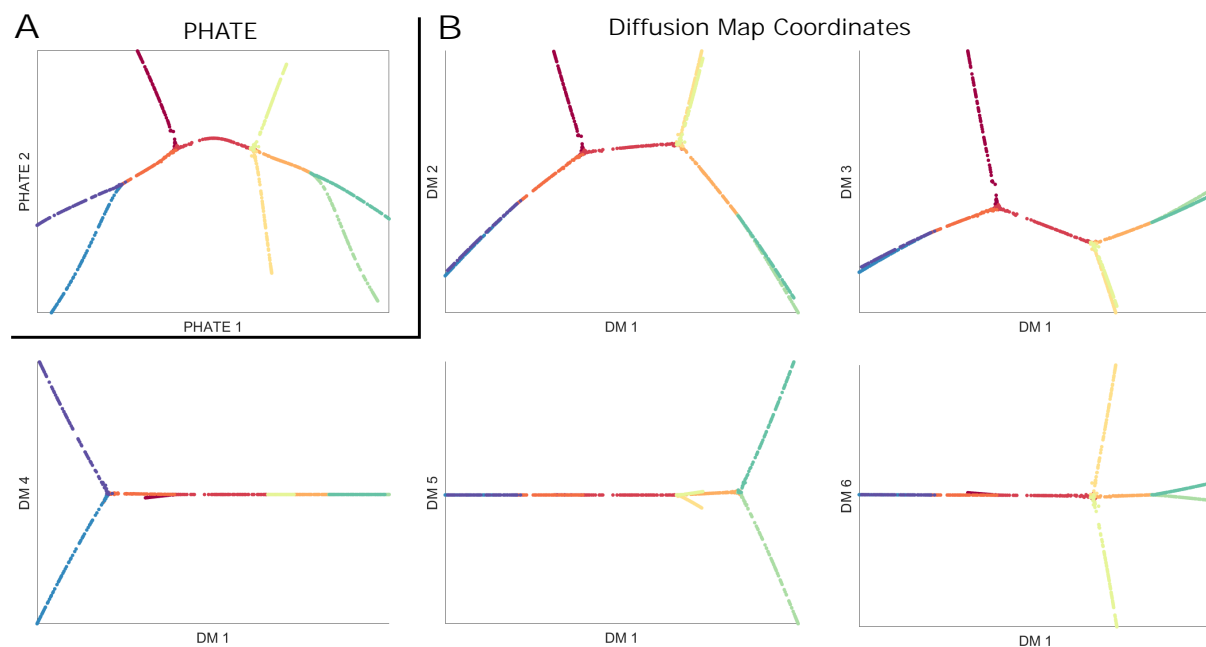 A
PHATE
PHATE 2
PHATE 1
B
Diffusion Map Coordinates
DM 2
DM 1
DM 3
DM 1
DM 4
DM 1
DM 5
DM 1
DM 6
DM 1